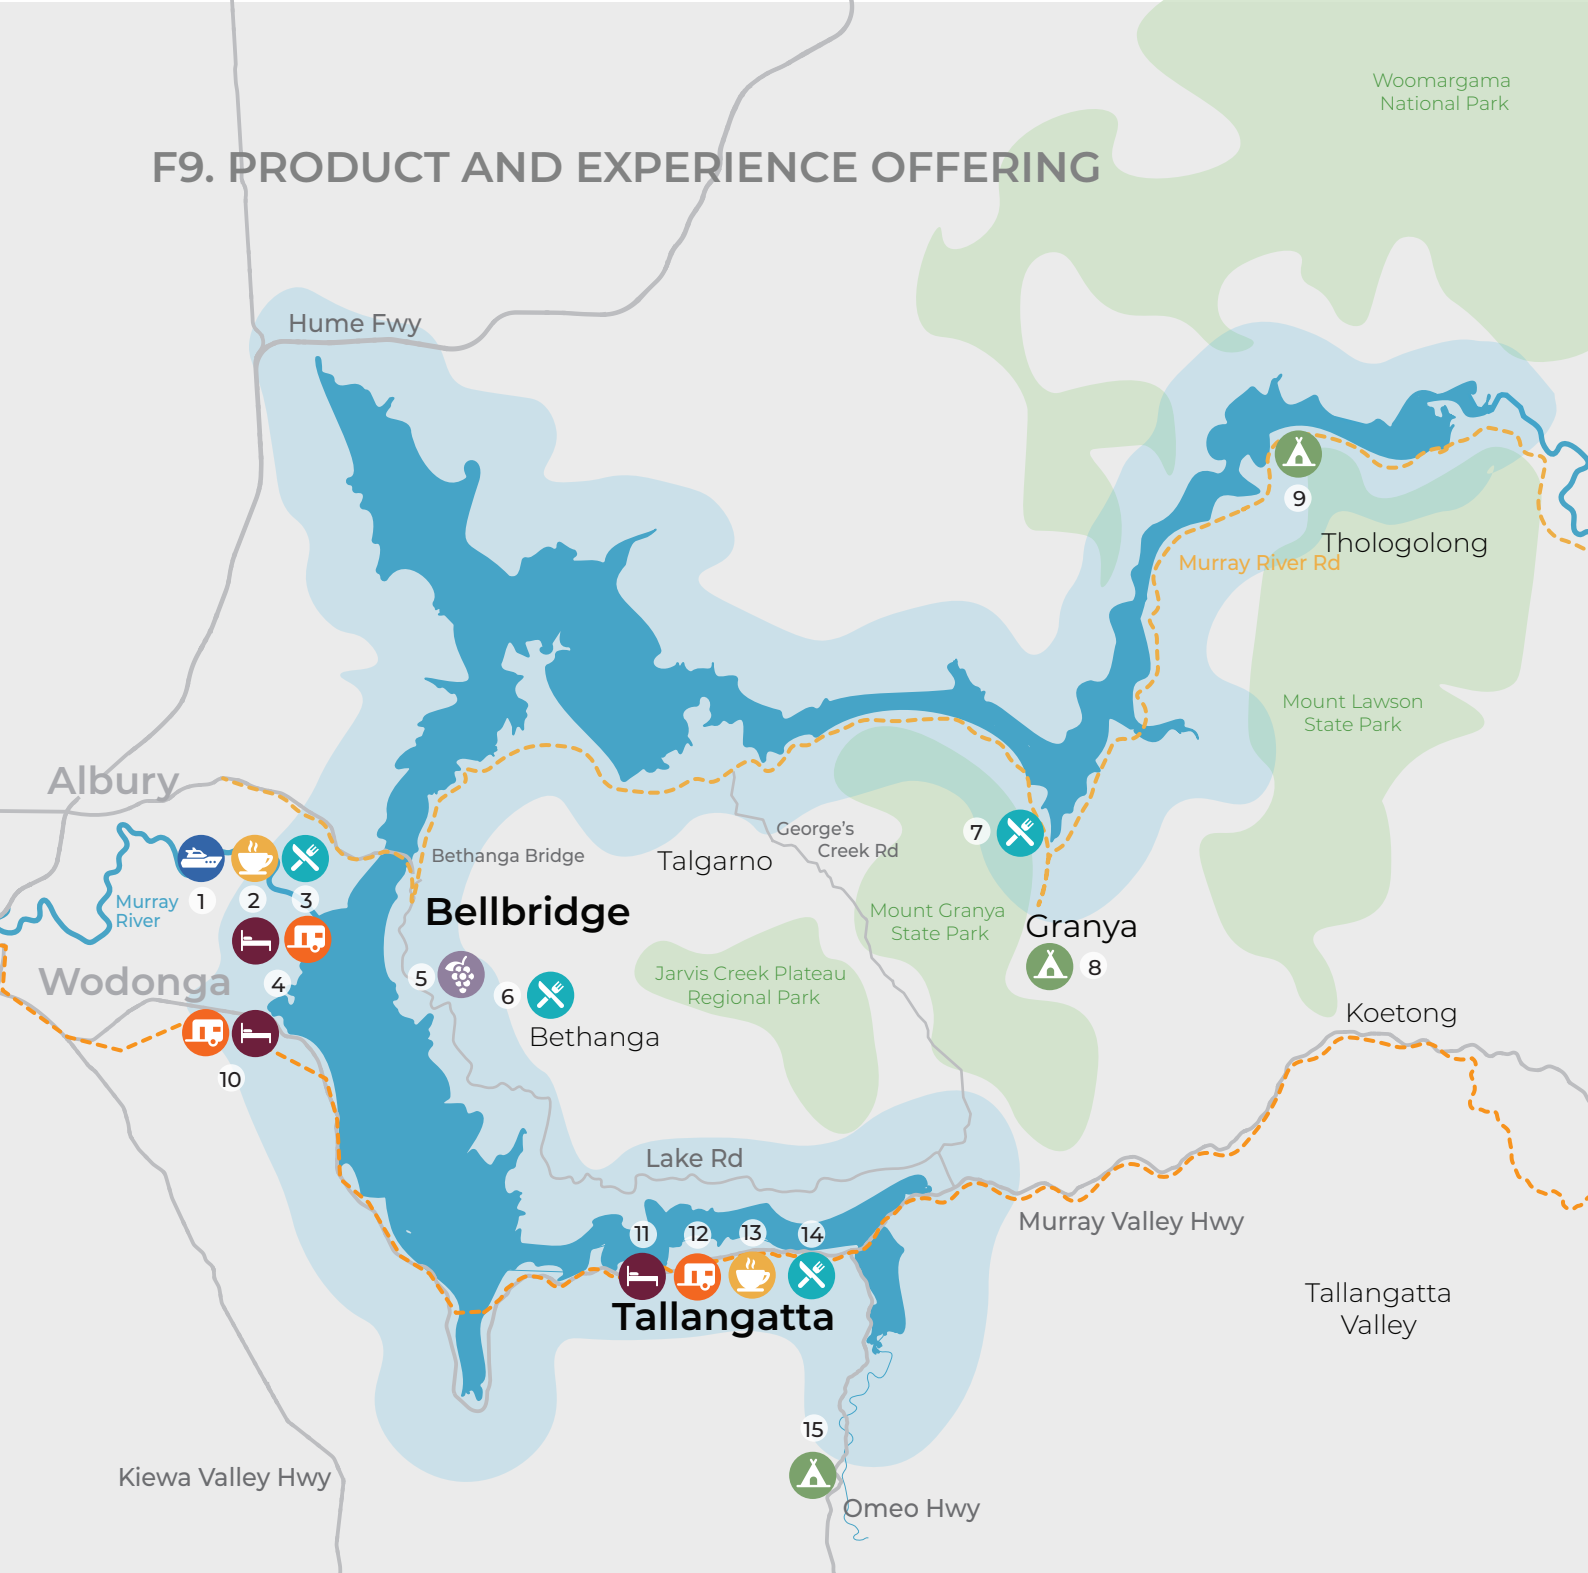 Woomargama
National Park
F9. PRODUCT AND EXPERIENCE OFFERING
Hume Fwy
9
Thologolong
Murray River Rd
Mount Lawson
State Park
Albury
George's
Creek Rd
7
Bethanga Bridge
Talgarno
1
2
3
Murray
River
Bellbridge
Mount Granya
State Park
Granya
8
Wodonga
4
5
6
Jarvis Creek Plateau
Regional Park
Bethanga
Koetong
10
Lake Rd
Murray Valley Hwy
11
12
13
14
Tallangatta
Tallangatta
Valley
15
Kiewa Valley Hwy
Omeo Hwy